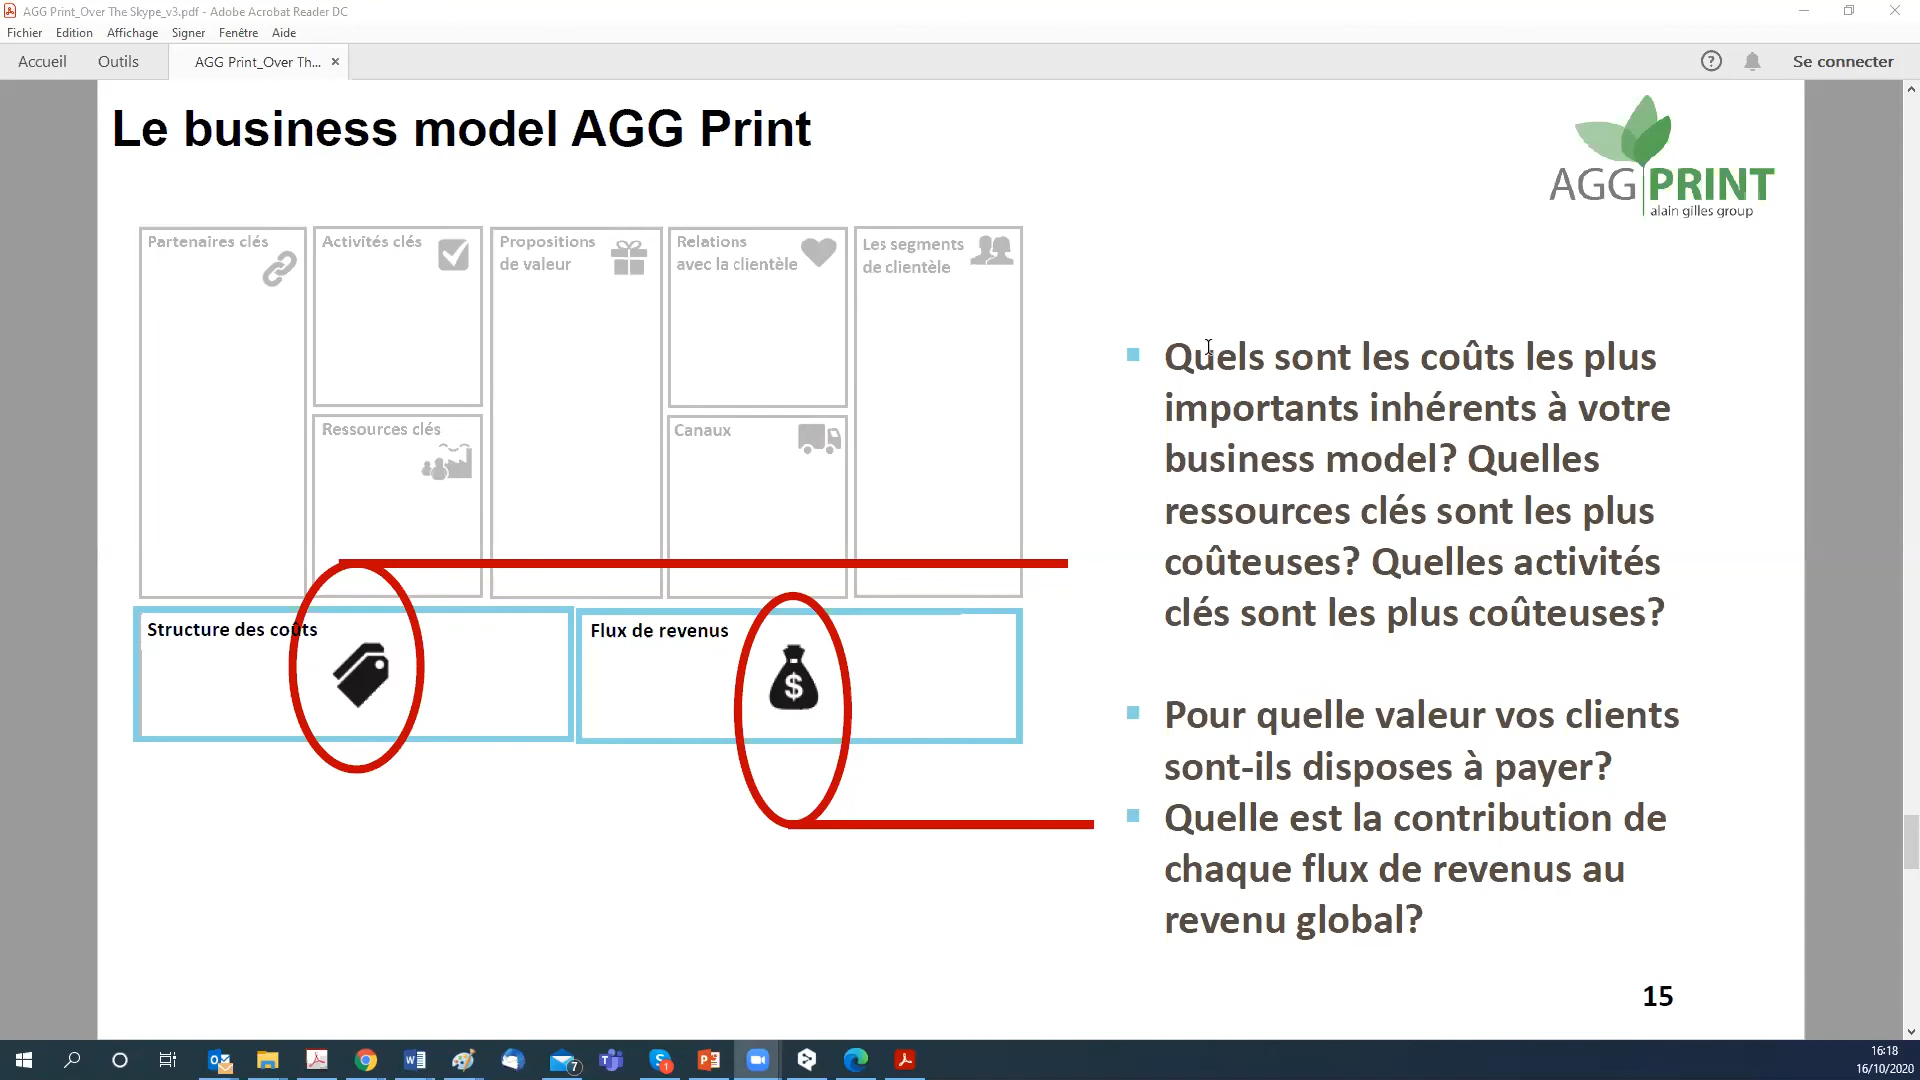 AGG Print_Over The Skype_v3.pdf - Adobe Acrobat Reader DC
Fichier Edition Affichage Signer Fenêtre Aide
Accueil Outils AGG Print_Over Th... × Se connecter
Le business model AGG Print
AGG PRINT
alain gilles group
Partenaires clés
Activités clés
Propositions
de valeur
Relations
avec la clientèle
Les segments
de clientèle
Ressources clés
Canaux
Structure des coûts
Flux de revenus
$
Quels sont les coûts les plus
importants inhérents à votre
business model? Quelles
ressources clés sont les plus
coûteuses? Quelles activités
clés sont les plus coûteuses?
Pour quelle valeur vos clients
sont-ils disposes à payer?
Quelle est la contribution de
chaque flux de revenus au
revenu global?
15
7
1
16:18
16/10/2020